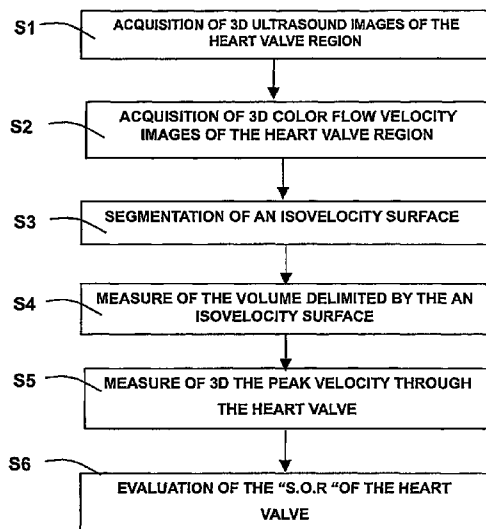 S1
ACQUISITION OF 3D ULTRASOUND IMAGES OF THE
HEART VALVE REGION
S2
ACQUISITION OF 3D COLOR FLOW VELOCITY
IMAGES OF THE HEART VALVE REGION
S3
SEGMENTATION OF AN ISOVELOCITY SURFACE
S4
MEASURE OF THE VOLUME DELIMITED BY THE AN
ISOVELOCITY SURFACE
S5
MEASURE OF 3D THE PEAK VELOCITY THROUGH
THE HEART VALVE
S6
EVALUATION OF THE "S.O.R "OF THE HEART
VALVE